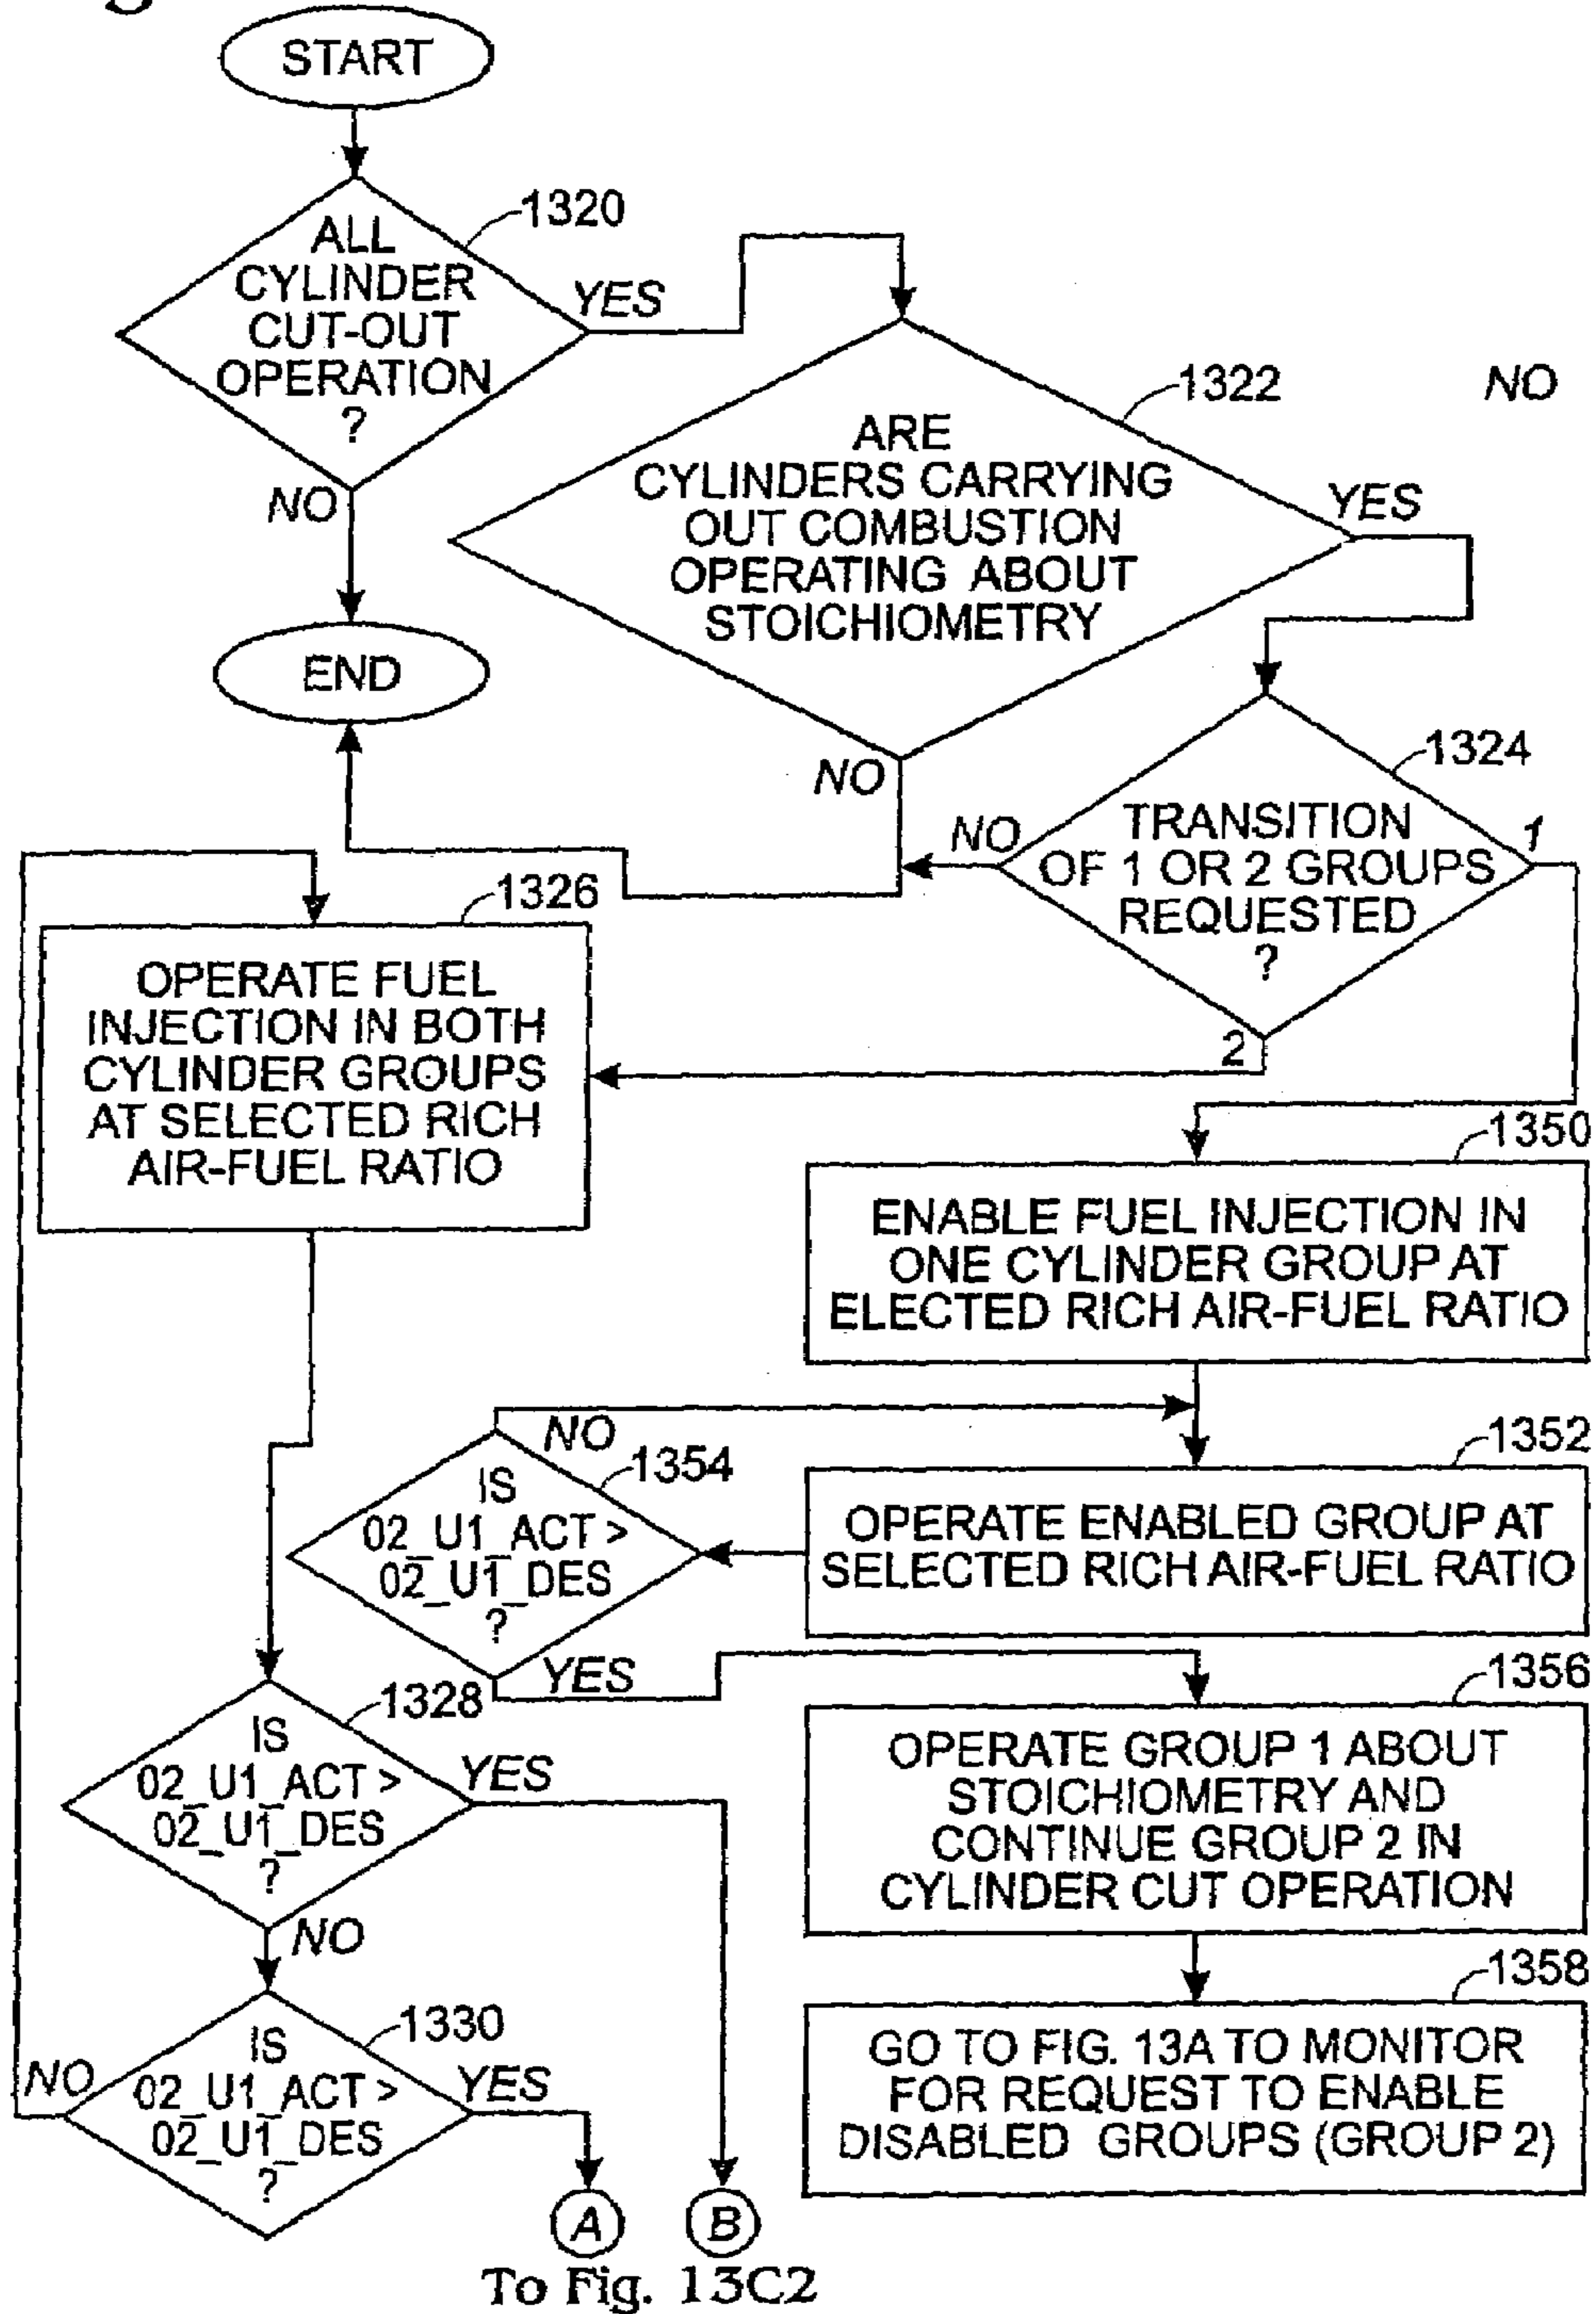 START
1320
ALL
CYLINDER
CUT-OUT
OPERATION
?
YES
NO
1322
NO
ARE
CYLINDERS CARRYING
OUT COMBUSTION
OPERATING ABOUT
STOICHIOMETRY
YES
NO
END
1324
TRANSITION
OF 1 OR 2 GROUPS
REQUESTED
?
NO
1
2
1326
OPERATE FUEL
INJECTION IN BOTH
CYLINDER GROUPS
AT SELECTED RICH
AIR-FUEL RATIO
1350
ENABLE FUEL INJECTION IN
ONE CYLINDER GROUP AT
ELECTED RICH AIR-FUEL RATIO
1352
OPERATE ENABLED GROUP AT
SELECTED RICH AIR-FUEL RATIO
NO
1354
IS
02_U1_ACT >
02_U1_DES
?
YES
1356
OPERATE GROUP 1 ABOUT
STOICHIOMETRY AND
CONTINUE GROUP 2 IN
CYLINDER CUT OPERATION
1328
IS
02_U1_ACT >
02_U1_DES
?
YES
NO
1358
GO TO FIG. 13A TO MONITOR
FOR REQUEST TO ENABLE
DISABLED GROUPS (GROUP 2)
1330
IS
02_U1_ACT >
02_U1_DES
?
NO
YES
A
B
To Fig. 13C2